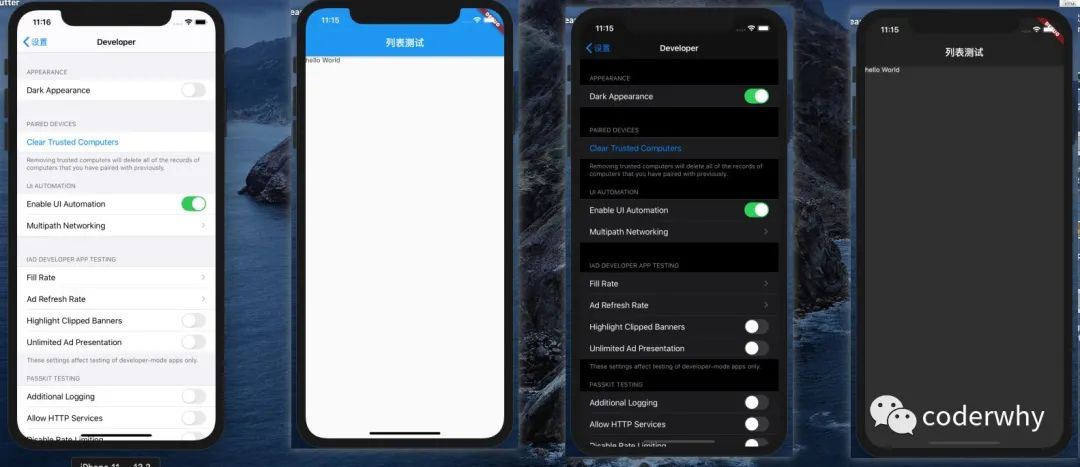 utter
11:16
设置
Developer
APPEARANCE
Dark Appearance
PAIRED DEVICES
Clear Trusted Computers
Removing trusted computers will delete all of the records of
computers that you have paired with previously.
UI AUTOMATION
Enable UI Automation
Multipath Networking
IAD DEVELOPER APP TESTING
Fill Rate
Ad Refresh Rate
Highlight Clipped Banners
Unlimited Ad Presentation
These settings affect testing of developer-mode apps only.
PASSKIT TESTING
Additional Logging
Allow HTTP Services
Disable Rate Limiting
11:15
DEBUG
列表测试
hello World
11:15
设置
Developer
APPEARANCE
Dark Appearance
PAIRED DEVICES
Clear Trusted Computers
Removing trusted computers will delete all of the records of
computers that you have paired with previously.
UI AUTOMATION
Enable UI Automation
Multipath Networking
IAD DEVELOPER APP TESTING
Fill Rate
Ad Refresh Rate
Highlight Clipped Banners
Unlimited Ad Presentation
These settings affect testing of developer-mode apps only.
PASSKIT TESTING
Additional Logging
Allow HTTP Services
Disable Rate Limiting
11:15
DEBUG
列表测试
hello World
coderwhy